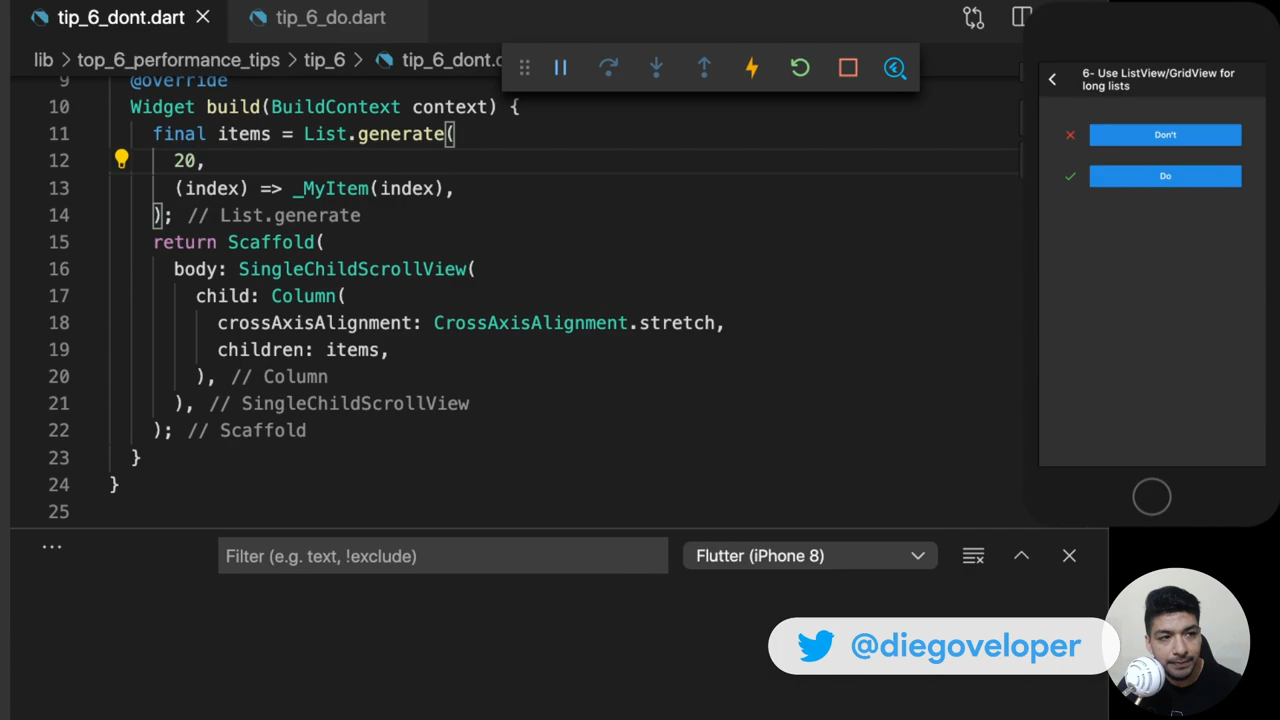 tip_6_dont.dart
tip_6_do.dart
lib > top_6_performance_tips > tip_6 > tip_6_dont.
9 @override
10 Widget build(BuildContext context) {
11 final items = List.generate(
12 20,
13 (index) => _MyItem(index),
14 ); // List.generate
15 return Scaffold(
16 body: SingleChildScrollView(
17 child: Column(
18 crossAxisAlignment: CrossAxisAlignment.stretch,
19 children: items,
20 ), // Column
21 ), // SingleChildScrollView
22 ); // Scaffold
23 }
24 }
25
6- Use ListView/GridView for
long lists
Don't
Do
Filter (e.g. text, !exclude)
Flutter (iPhone 8)
@diegoveloper